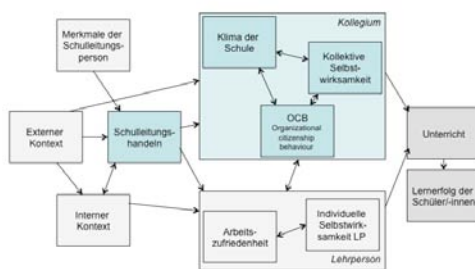 Kollegium
Merkmale der
Schulleitungs-
person
Klima der
Schule
Kollektive
Selbst-
wirksamkeit
Externer
Kontext
Schulleitungs-
handeln
OCB
Organizational
citizenship
behaviour
Unterricht
Interner
Kontext
Lernerfolg der
Schüler/-innen
Arbeits-
zufriedenheit
Individuelle
Selbstwirk-
samkeit LP
Lehrperson